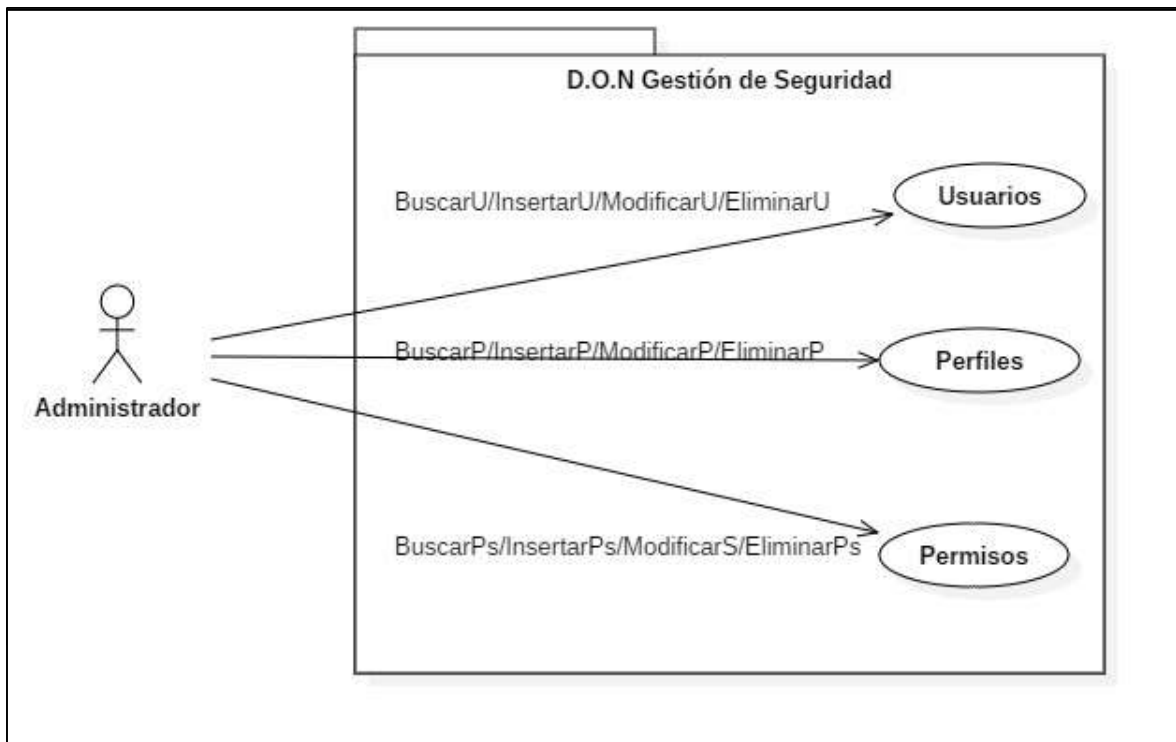 D.O.N Gestión de Seguridad
BuscarU/InsertarU/ModificarU/EliminarU
Usuarios
BuscarP/InsertarP/ModificarP/EliminarP
Perfiles
Administrador
BuscarPs/InsertarPs/ModificarS/EliminarPs
Permisos